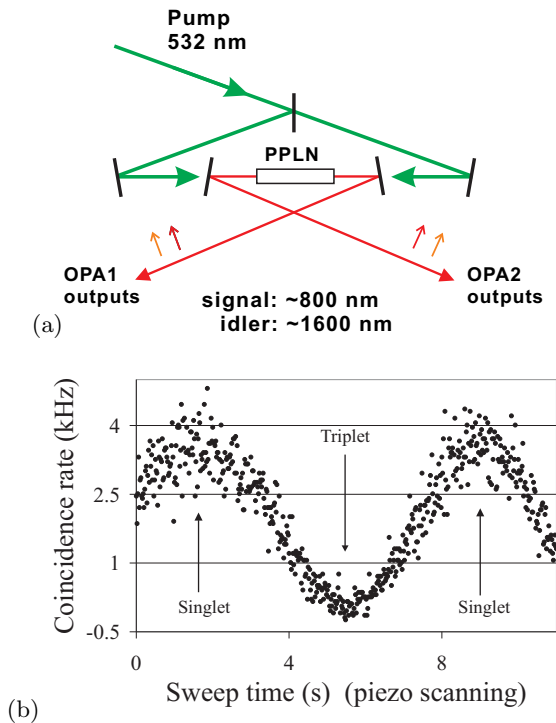 Pump
532 nm
PPLN
OPA1
outputs
OPA2
outputs
signal: ~800 nm
idler: ~1600 nm
(a)
Coincidence rate (kHz)
4
2.5
1
-0.5
Triplet
Singlet
Singlet
0
4
8
Sweep time (s) (piezo scanning)
(b)